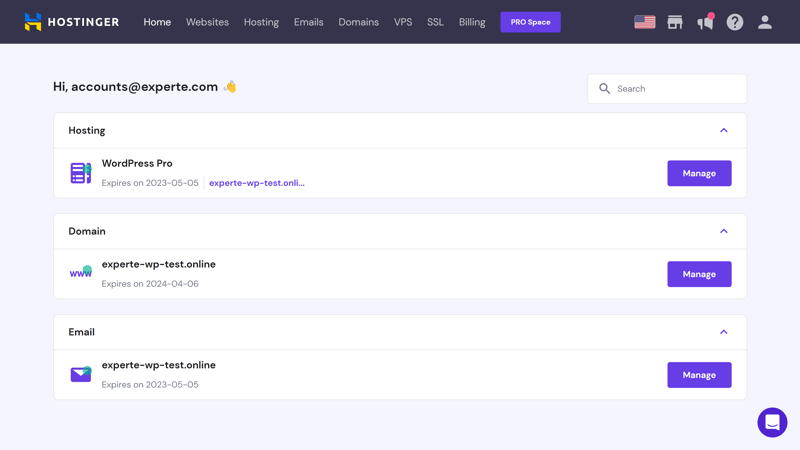 HOSTINGER Home Websites Hosting Emails Domains VPS SSL Billing PRO Space
Hi, accounts@experte.com 👋
Search
Hosting
WordPress Pro
Expires on 2023-05-05 experte-wp-test.onli...
Manage
Domain
www
experte-wp-test.online
Expires on 2024-04-06
Manage
Email
experte-wp-test.online
Expires on 2023-05-05
Manage